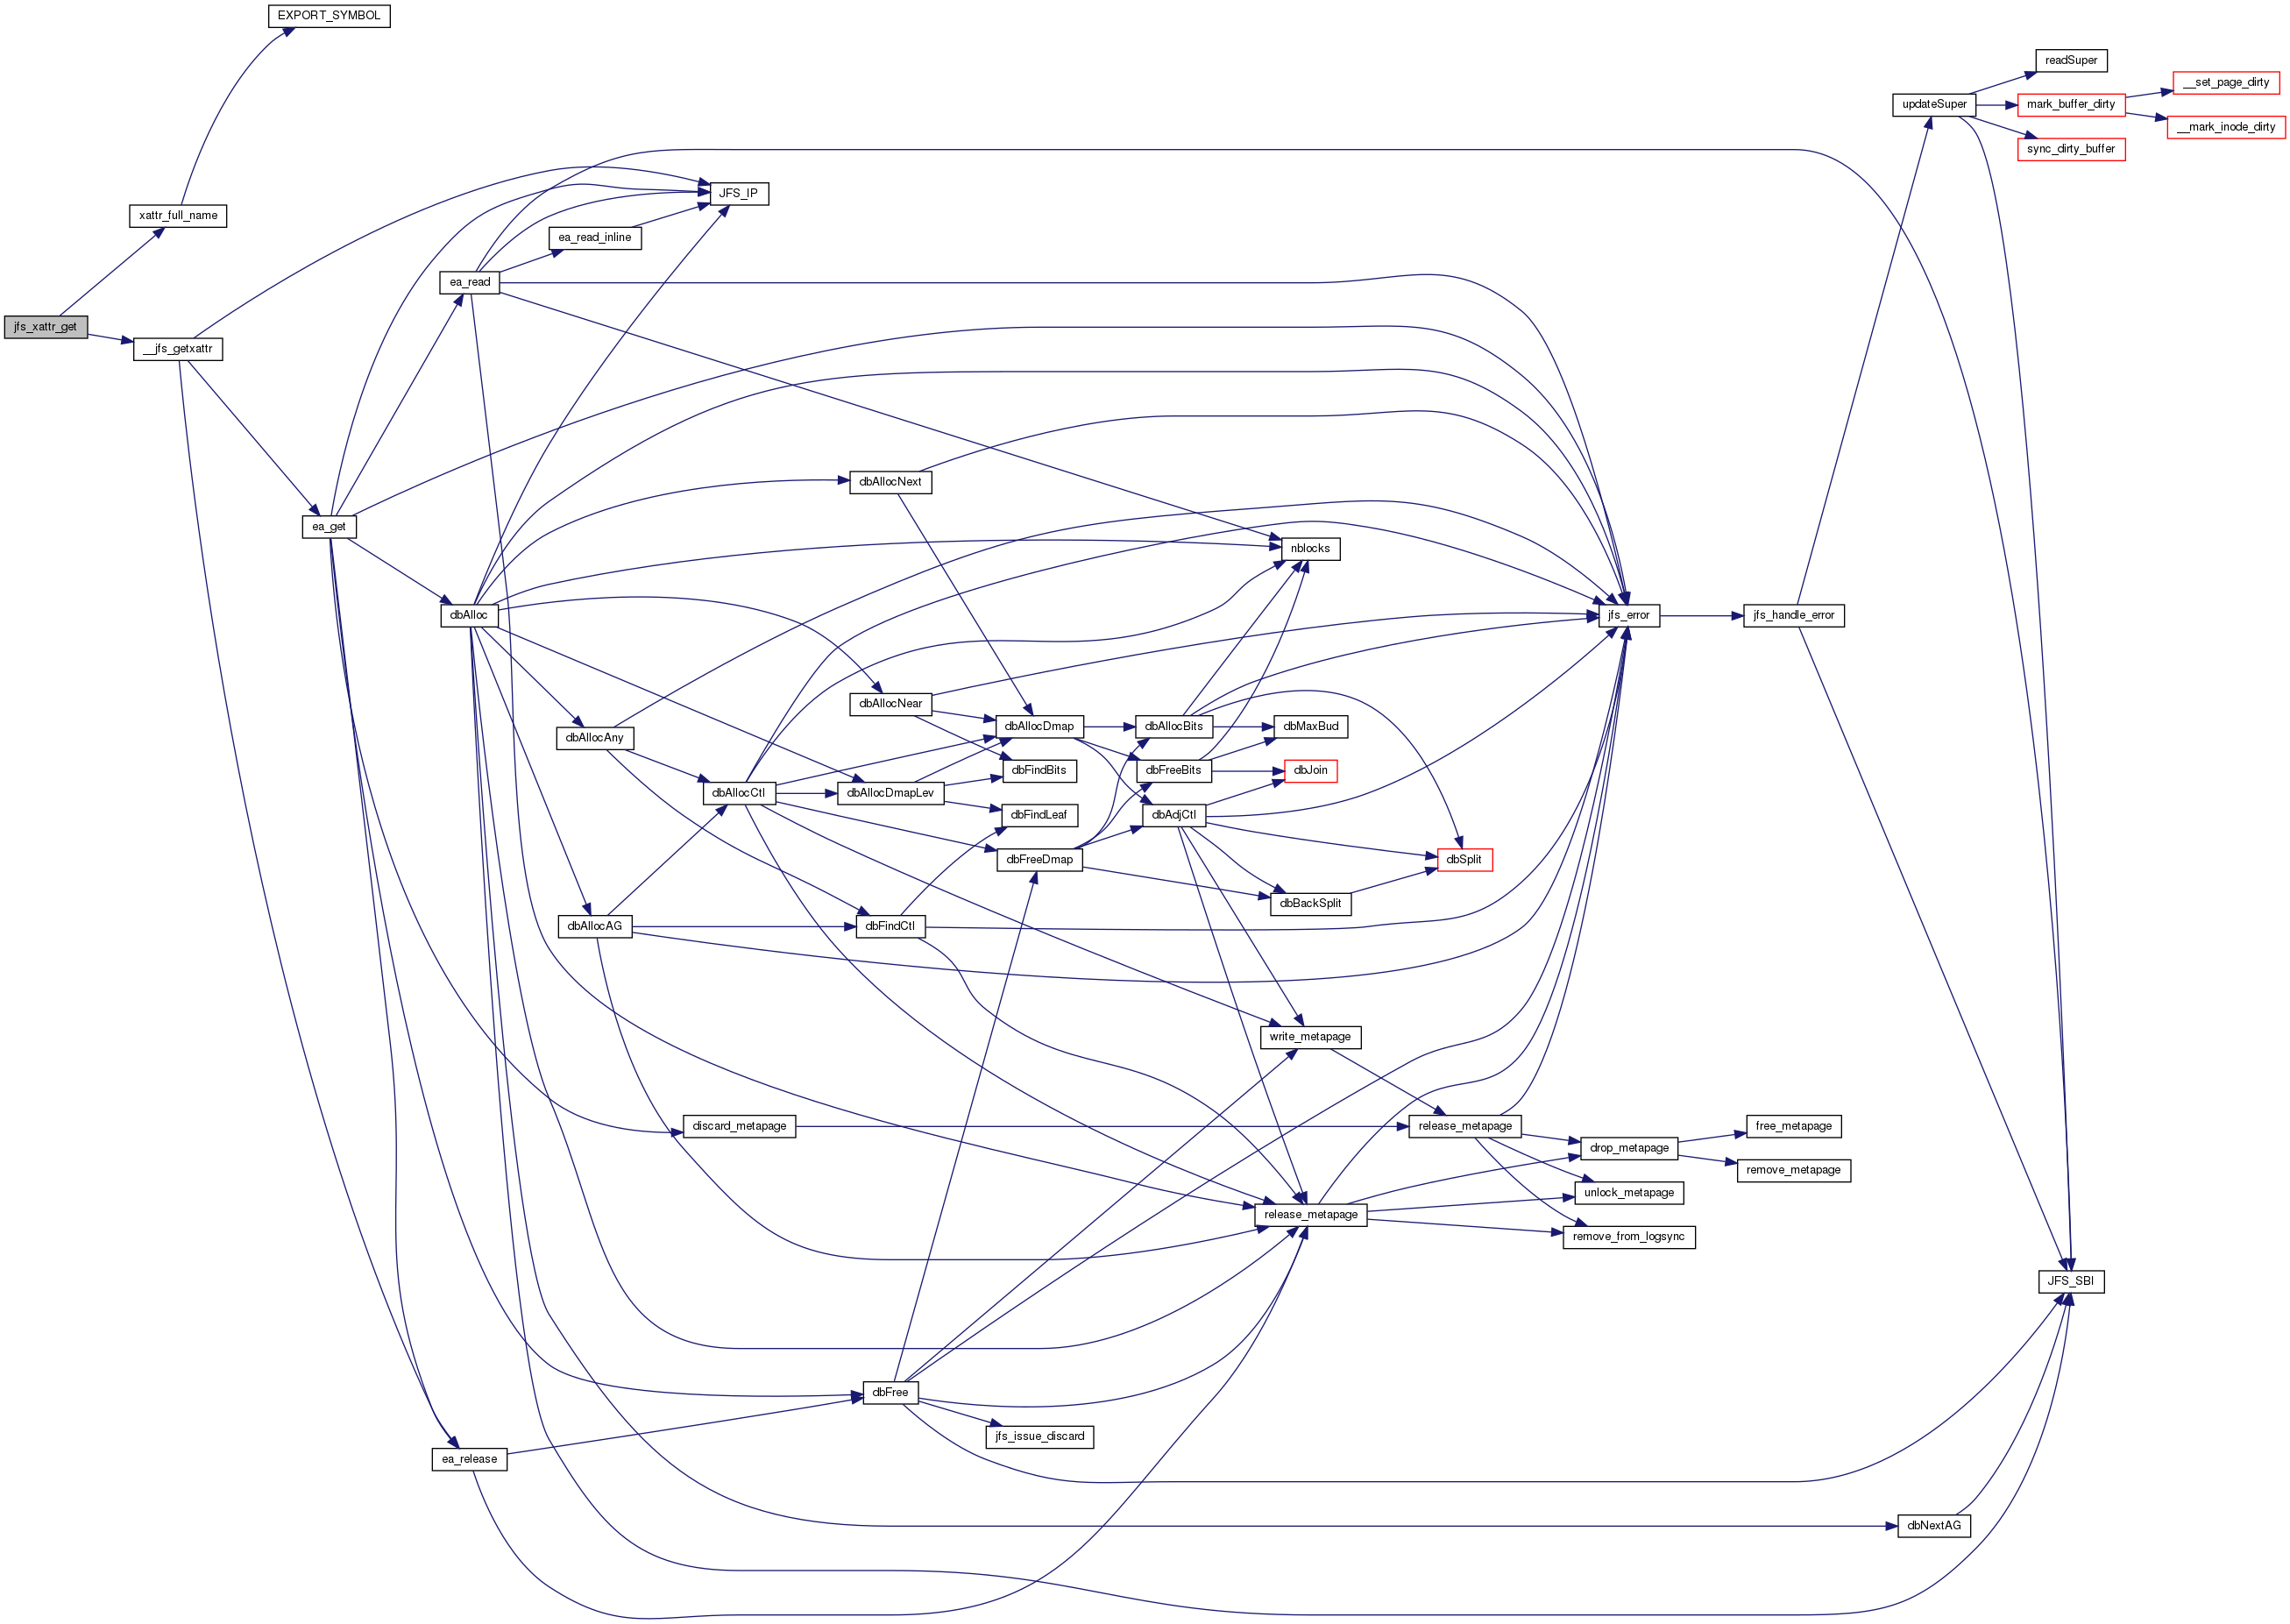 EXPORT_SYMBOL
readSuper
__set_page_dirty
updateSuper
mark_buffer_dirty
__mark_inode_dirty
sync_dirty_buffer
JFS_IP
xattr_full_name
ea_read_inline
ea_read
jfs_xattr_get
__jfs_getxattr
dbAllocNext
ea_get
nblocks
dbAlloc
jfs_error
jfs_handle_error
dbAllocNear
dbAllocDmap
dbAllocBits
dbMaxBud
dbAllocAny
dbFindBits
dbFreeBits
dbJoin
dbAllocCtl
dbAllocDmapLev
dbFindLeaf
dbAdjCtl
dbFreeDmap
dbSplit
dbBackSplit
dbAllocAG
dbFindCtl
write_metapage
discard_metapage
release_metapage
free_metapage
drop_metapage
remove_metapage
unlock_metapage
release_metapage
remove_from_logsync
JFS_SBI
dbFree
jfs_issue_discard
ea_release
dbNextAG